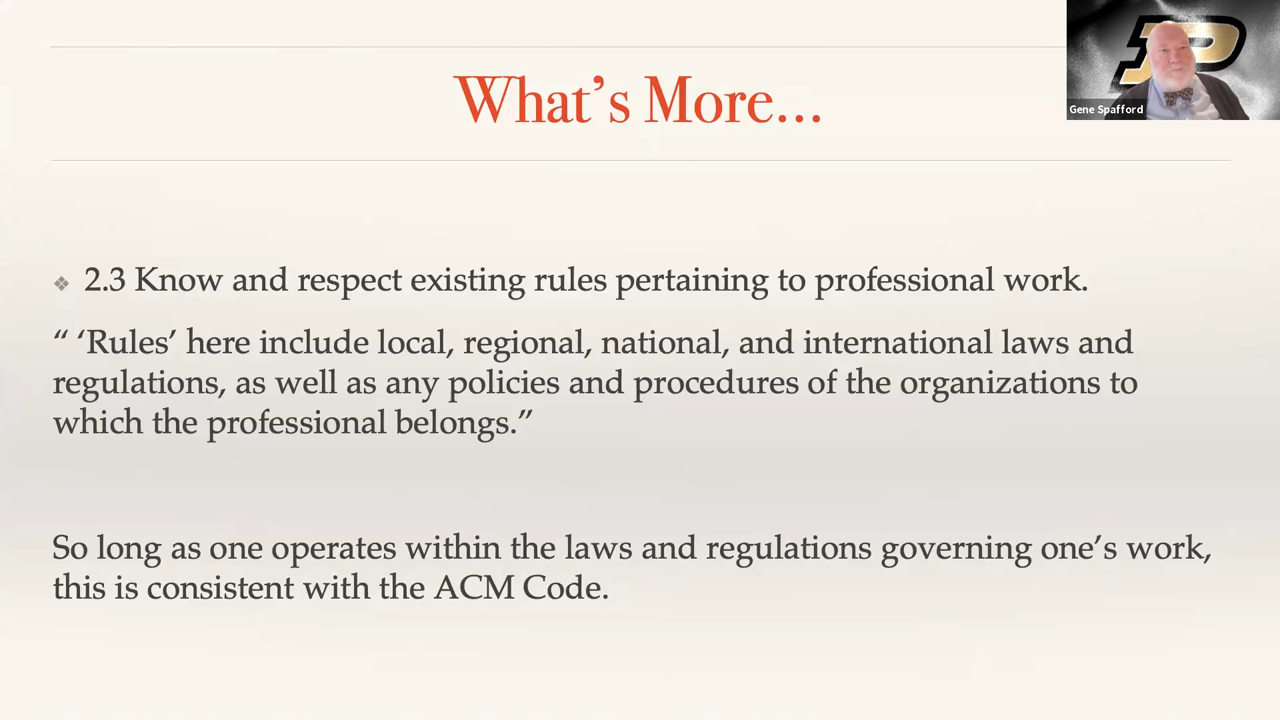 What’s More…
Gene Spafford
❖ 2.3 Know and respect existing rules pertaining to professional work.
“ ‘Rules’ here include local, regional, national, and international laws and
regulations, as well as any policies and procedures of the organizations to
which the professional belongs.”
So long as one operates within the laws and regulations governing one’s work,
this is consistent with the ACM Code.